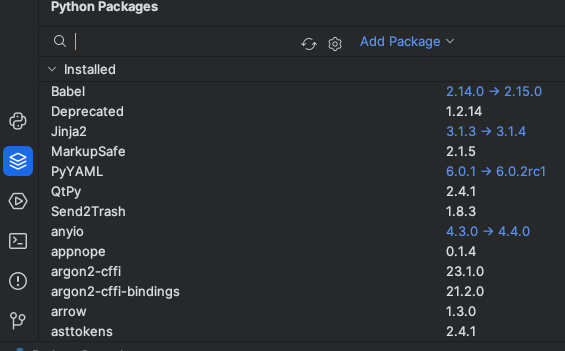 Python Packages
Add Package
Installed
Babel 2.14.0 → 2.15.0
Deprecated 1.2.14
Jinja2 3.1.3 → 3.1.4
MarkupSafe 2.1.5
PyYAML 6.0.1 → 6.0.2rc1
QtPy 2.4.1
Send2Trash 1.8.3
anyio 4.3.0 → 4.4.0
appnope 0.1.4
argon2-cffi 23.1.0
argon2-cffi-bindings 21.2.0
arrow 1.3.0
asttokens 2.4.1